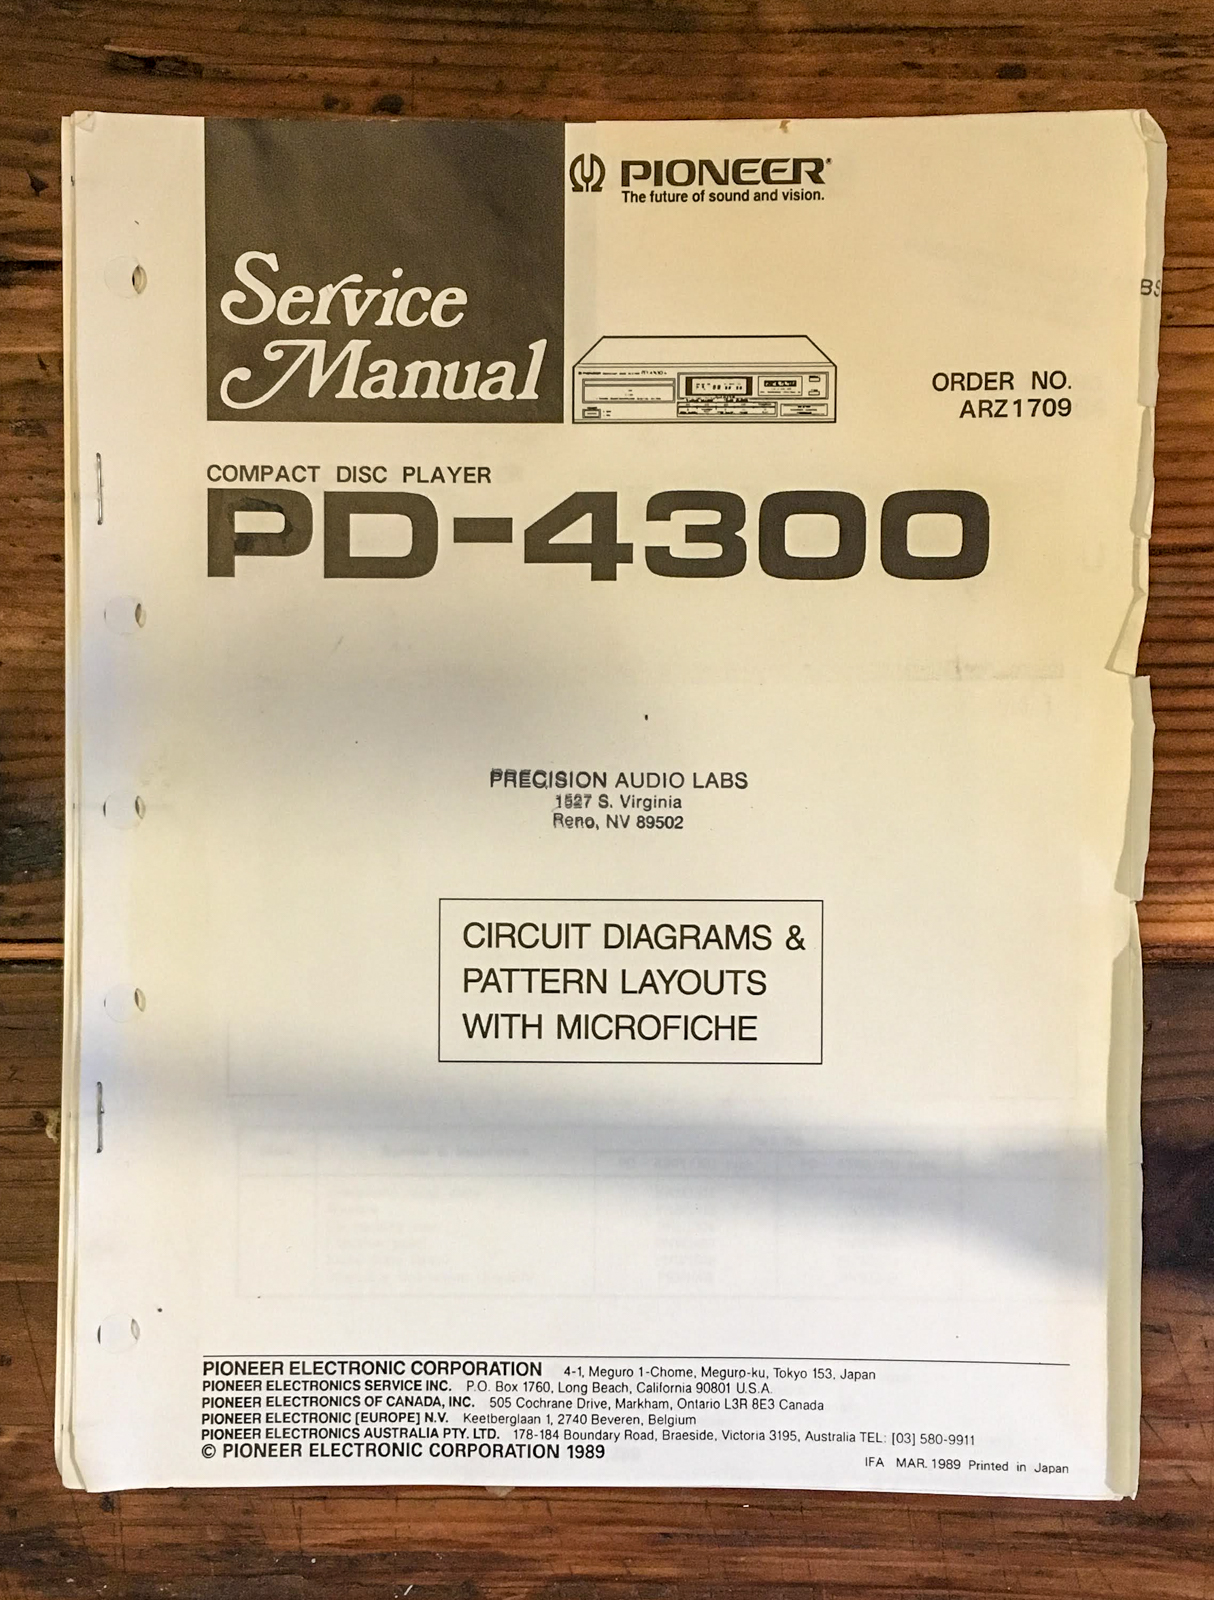 PIONEER®
The future of sound and vision.
Service
Manual
BS
ORDER NO.
ARZ1709
COMPACT DISC PLAYER
PD-4300
PRECISION AUDIO LABS
1527 S. Virginia
Reno, NV 89502
CIRCUIT DIAGRAMS &
PATTERN LAYOUTS
WITH MICROFICHE
PIONEER ELECTRONIC CORPORATION 4-1, Meguro 1-Chome, Meguro-ku, Tokyo 153, Japan
PIONEER ELECTRONICS SERVICE INC. P.O. Box 1760, Long Beach, California 90801 U.S.A.
PIONEER ELECTRONICS OF CANADA, INC. 505 Cochrane Drive, Markham, Ontario L3R 8E3 Canada
PIONEER ELECTRONIC [EUROPE] N.V. Keetberglaan 1, 2740 Beveren, Belgium
PIONEER ELECTRONICS AUSTRALIA PTY. LTD. 178-184 Boundary Road, Braeside, Victoria 3195, Australia TEL: [03] 580-9911
© PIONEER ELECTRONIC CORPORATION 1989
IFA MAR. 1989 Printed in Japan